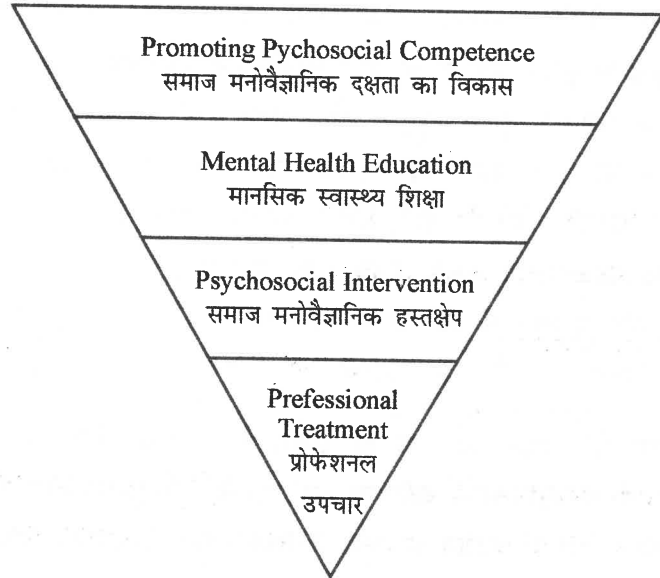 Promoting Pychosocial Competence
समाज मनोवैज्ञानिक दक्षता का विकास
Mental Health Education
मानसिक स्वास्थ्य शिक्षा
Psychosocial Intervention
समाज मनोवैज्ञानिक हस्तक्षेप
Prefessional
Treatment
प्रोफेशनल
उपचार